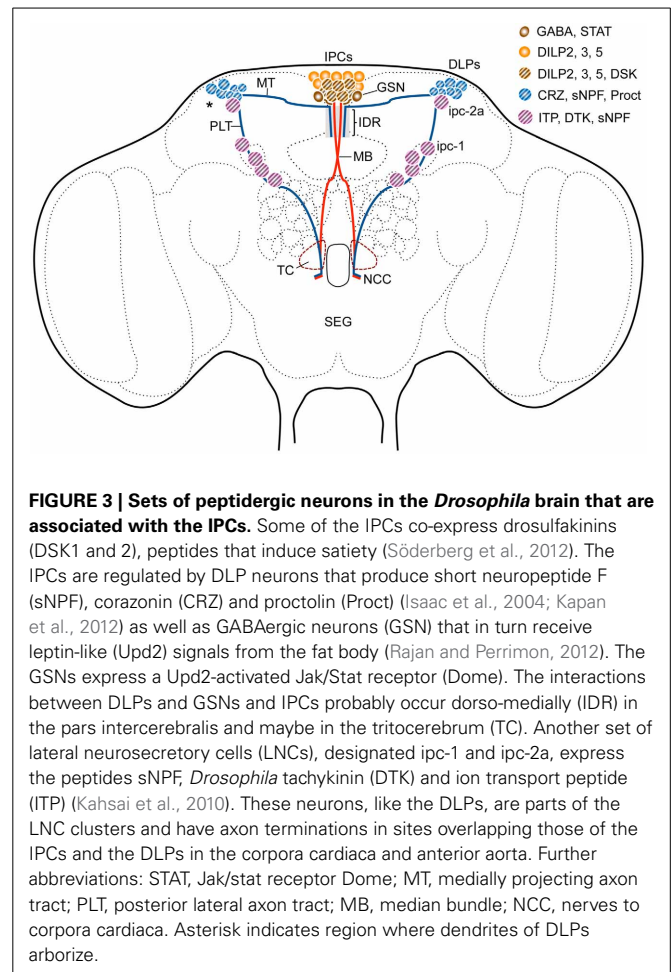 GABA, STAT
DILP2, 3, 5
DILP2, 3, 5, DSK
CRZ, sNPF, Proct
ITP, DTK, sNPF
IPCs
DLPs
MT
GSN
*
ipc-2a
PLT
IDR
ipc-1
MB
TC
NCC
SEG
FIGURE 3 | Sets of peptidergic neurons in the Drosophila brain that are
associated with the IPCs. Some of the IPCs co-express drosulfakinins
(DSK1 and 2), peptides that induce satiety (Söderberg et al., 2012). The
IPCs are regulated by DLP neurons that produce short neuropeptide F
(sNPF), corazonin (CRZ) and proctolin (Proct) (Isaac et al., 2004; Kapan
et al., 2012) as well as GABAergic neurons (GSN) that in turn receive
leptin-like (Upd2) signals from the fat body (Rajan and Perrimon, 2012). The
GSNs express a Upd2-activated Jak/Stat receptor (Dome). The interactions
between DLPs and GSNs and IPCs probably occur dorso-medially (IDR) in
the pars intercerebralis and maybe in the tritocerebrum (TC). Another set of
lateral neurosecretory cells (LNCs), designated ipc-1 and ipc-2a, express
the peptides sNPF, Drosophila tachykinin (DTK) and ion transport peptide
(ITP) (Kahsai et al., 2010). These neurons, like the DLPs, are parts of the
LNC clusters and have axon terminations in sites overlapping those of the
IPCs and the DLPs in the corpora cardiaca and anterior aorta. Further
abbreviations: STAT, Jak/stat receptor Dome; MT, medially projecting axon
tract; PLT, posterior lateral axon tract; MB, median bundle; NCC, nerves to
corpora cardiaca. Asterisk indicates region where dendrites of DLPs
arborize.